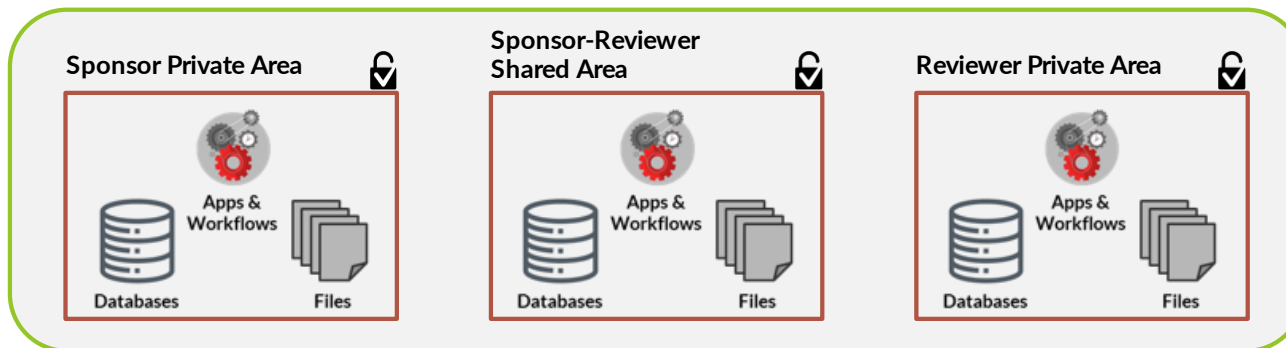 Sponsor Private Area
Apps &
Workflows
Databases
Files
Sponsor-Reviewer
Shared Area
Apps &
Workflows
Databases
Files
Reviewer Private Area
Apps &
Workflows
Databases
Files